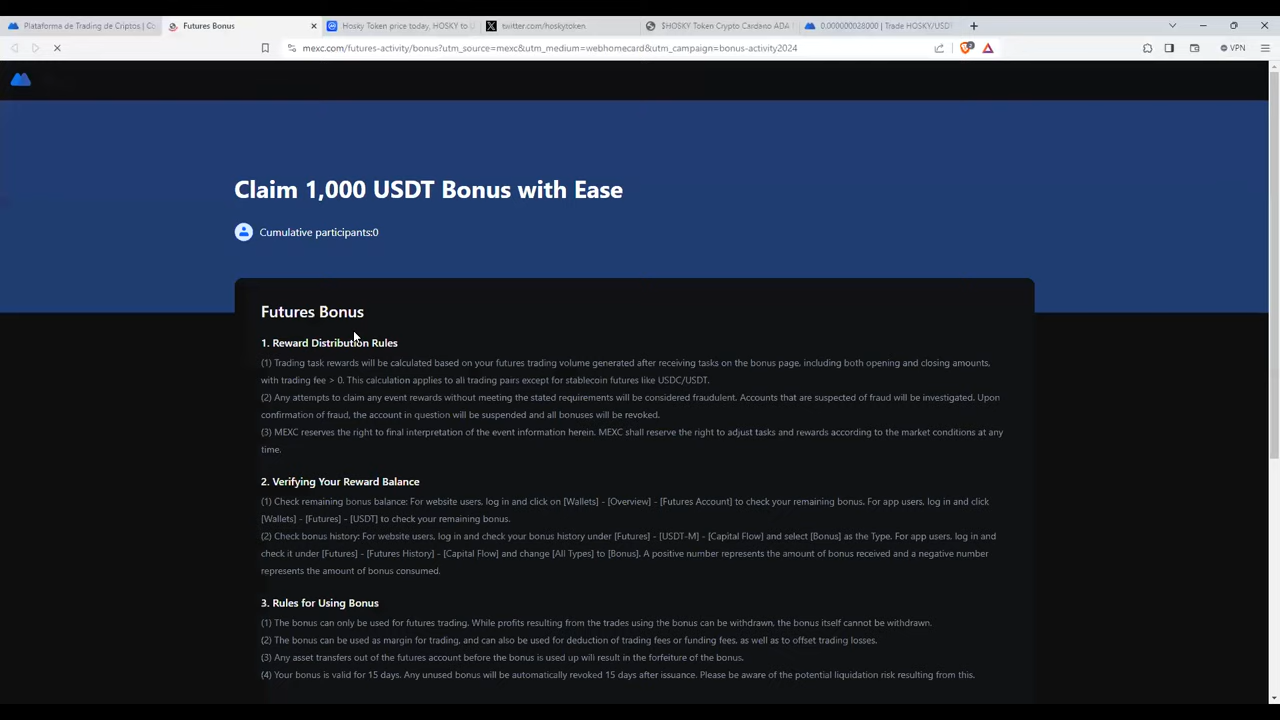 Plataforma de Trading de Criptos | Co
Futures Bonus
Hosky Token price today, HOSKY to U
twitter.com/hoskytoken
$HOSKY Token Crypto Cardano ADA
0,000000028000 | Trade HOSKY/USD
mexc.com/futures-activity/bonus?utm_source=mexc&utm_medium=webhomecard&utm_campaign=bonus-activity2024
VPN
Claim 1,000 USDT Bonus with Ease
Cumulative participants:0
Futures Bonus
1. Reward Distribution Rules
(1) Trading task rewards will be calculated based on your futures trading volume generated after receiving tasks on the bonus page, including both opening and closing amounts,
with trading fee > 0. This calculation applies to all trading pairs except for stablecoin futures like USDC/USDT.
(2) Any attempts to claim any event rewards without meeting the stated requirements will be considered fraudulent. Accounts that are suspected of fraud will be investigated. Upon
confirmation of fraud, the account in question will be suspended and all bonuses will be revoked.
(3) MEXC reserves the right to final interpretation of the event information herein. MEXC shall reserve the right to adjust tasks and rewards according to the market conditions at any
time.
2. Verifying Your Reward Balance
(1) Check remaining bonus balance: For website users, log in and click on [Wallets] - [Overview] - [Futures Account] to check your remaining bonus. For app users, log in and click
[Wallets] - [Futures] - [USDT] to check your remaining bonus.
(2) Check bonus history: For website users, log in and check your bonus history under [Futures] - [USDT-M] - [Capital Flow] and select [Bonus] as the Type. For app users, log in and
check it under [Futures] - [Futures History] - [Capital Flow] and change [All Types] to [Bonus]. A positive number represents the amount of bonus received and a negative number
represents the amount of bonus consumed.
3. Rules for Using Bonus
(1) The bonus can only be used for futures trading. While profits resulting from the trades using the bonus can be withdrawn, the bonus itself cannot be withdrawn.
(2) The bonus can be used as margin for trading, and can also be used for deduction of trading fees or funding fees, as well as to offset trading losses.
(3) Any asset transfers out of the futures account before the bonus is used up will result in the forfeiture of the bonus.
(4) Your bonus is valid for 15 days. Any unused bonus will be automatically revoked 15 days after issuance. Please be aware of the potential liquidation risk resulting from this.